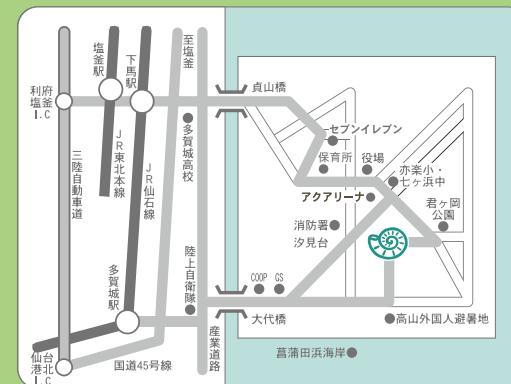 塩釜駅
下馬駅
至塩釜
利府
塩釜
I.C
貞山橋
セブンイレブン
保育所
役場
亦楽小・
七ヶ浜中
多賀城高校
JR東北本線
JR仙石線
三陸自動車道
アクアリーナ
君ヶ岡
公園
消防署
汐見台
陸上自衛隊
COOP
GS
多賀城駅
大代橋
高山外国人避暑地
産業道路
仙台
港北
I.C
国道45号線
菖蒲田浜海岸